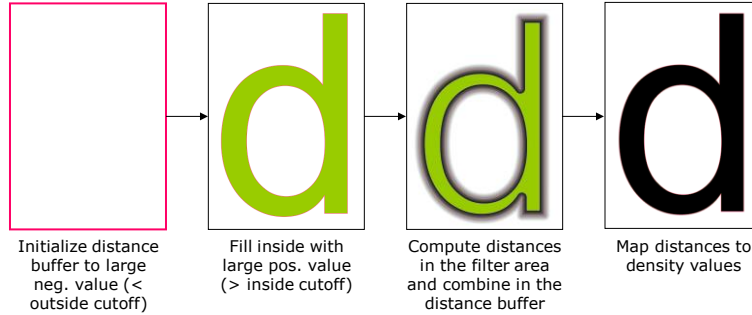 d
d
d
Initialize distance
buffer to large
neg. value (<
outside cutoff)
Fill inside with
large pos. value
(> inside cutoff)
Compute distances
in the filter area
and combine in the
distance buffer
Map distances to
density values